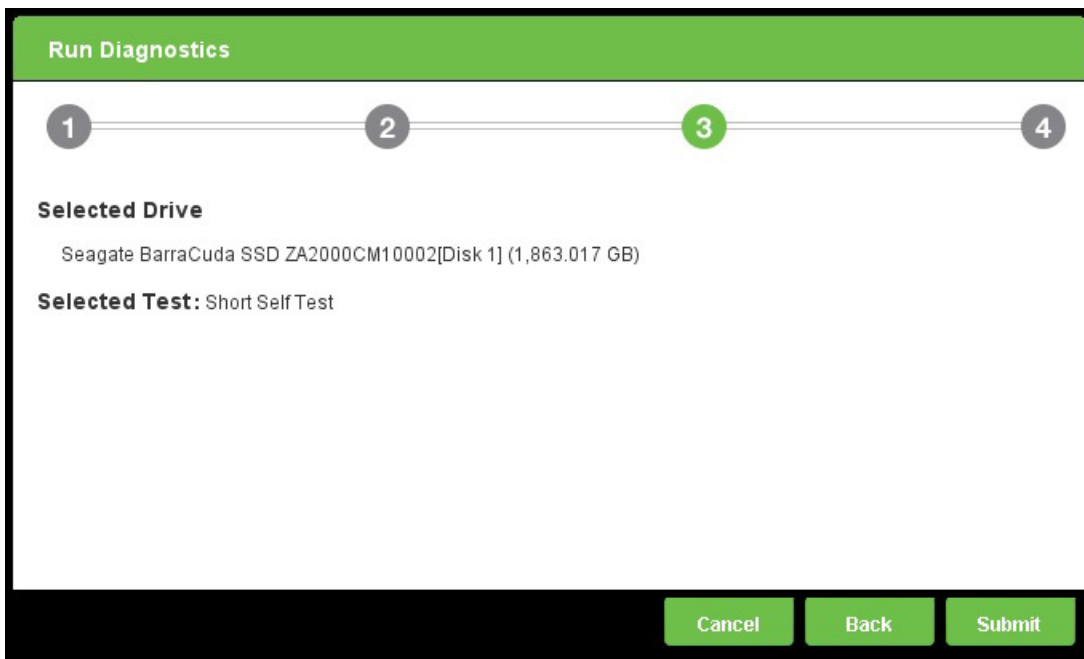 Run Diagnostics
1 2 3 4
Selected Drive
Seagate BarraCuda SSD ZA2000CM10002[Disk 1] (1,863.017 GB)
Selected Test: Short Self Test
Cancel Back Submit